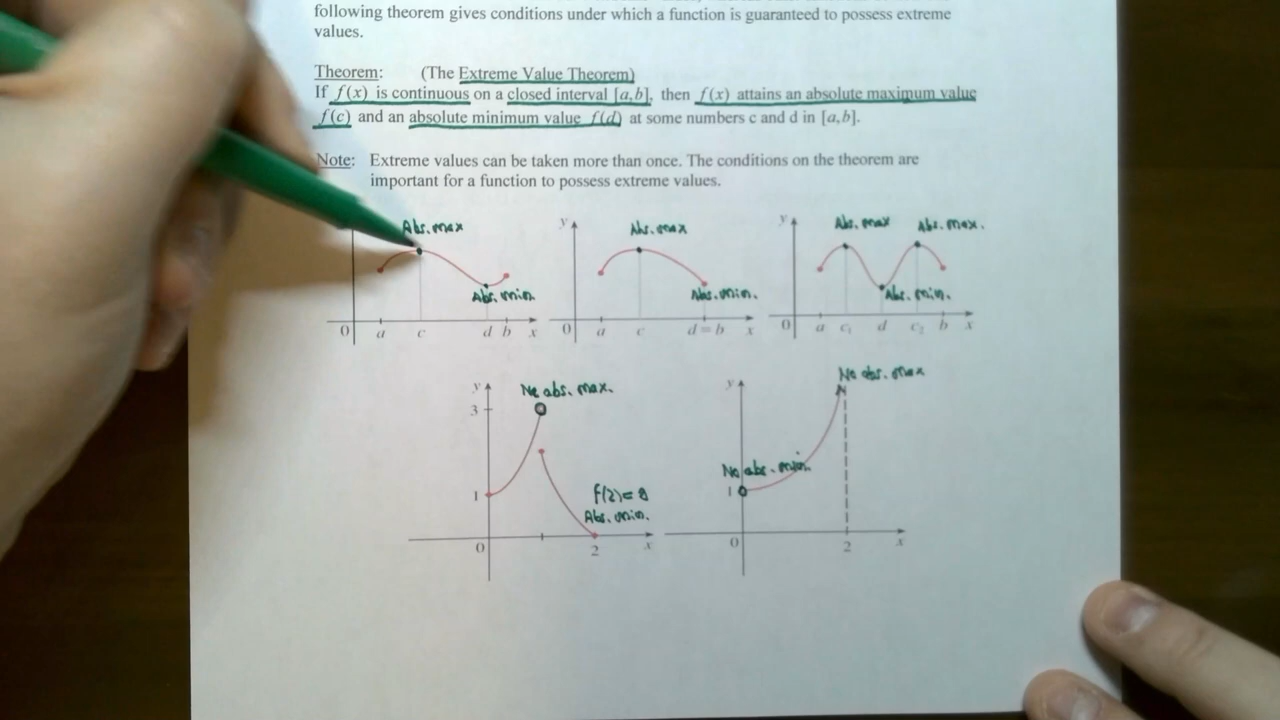 following theorem gives conditions under which a function is guaranteed to possess extreme
values.
Theorem: (The Extreme Value Theorem)
If f(x) is continuous on a closed interval [a,b], then f(x) attains an absolute maximum value
f(c) and an absolute minimum value f(d) at some numbers c and d in [a,b].
Note: Extreme values can be taken more than once. The conditions on the theorem are
important for a function to possess extreme values.
Abs. max
Abs. min.
0 a c d b x
y
Abs. max
Abs. min.
0 a c d = b x
y
Abs. max Abs. max.
Abs. min.
0 a c₁ d c₂ b x
y
No abs. max.
3
1
f(2)=0
Abs. min.
0 2 x
y
No abs. max
No abs. min.
1
0 2 x